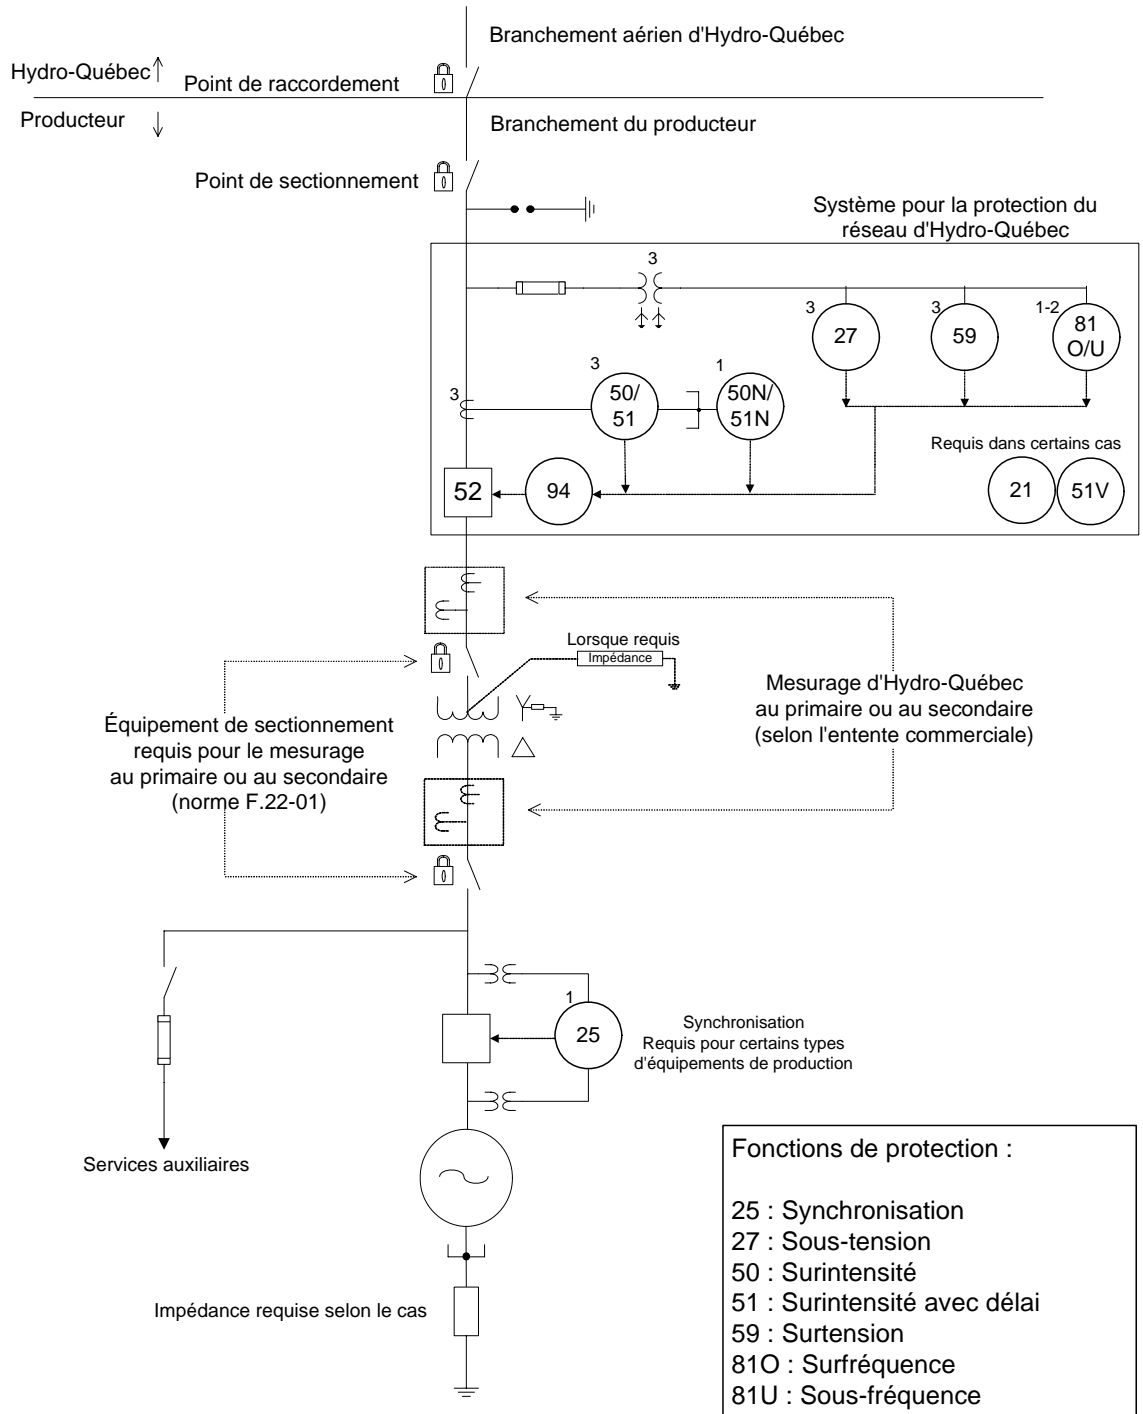 Branchement aérien d'Hydro-Québec
Hydro-Québec
Point de raccordement
Producteur
Branchement du producteur
Point de sectionnement
Système pour la protection du
réseau d'Hydro-Québec
3
3
27
3
59
1-2
81
O/U
3
3
50/
51
1
50N/
51N
Requis dans certains cas
52
94
21
51V
Lorsque requis
Impédance
Mesurage d'Hydro-Québec
au primaire ou au secondaire
(selon l'entente commerciale)
Équipement de sectionnement
requis pour le mesurage
au primaire ou au secondaire
(norme F.22-01)
1
25
Synchronisation
Requis pour certains types
d'équipements de production
Services auxiliaires
Impédance requise selon le cas
Fonctions de protection :
25 : Synchronisation
27 : Sous-tension
50 : Surintensité
51 : Surintensité avec délai
59 : Surtension
81O : Surfréquence
81U : Sous-fréquence